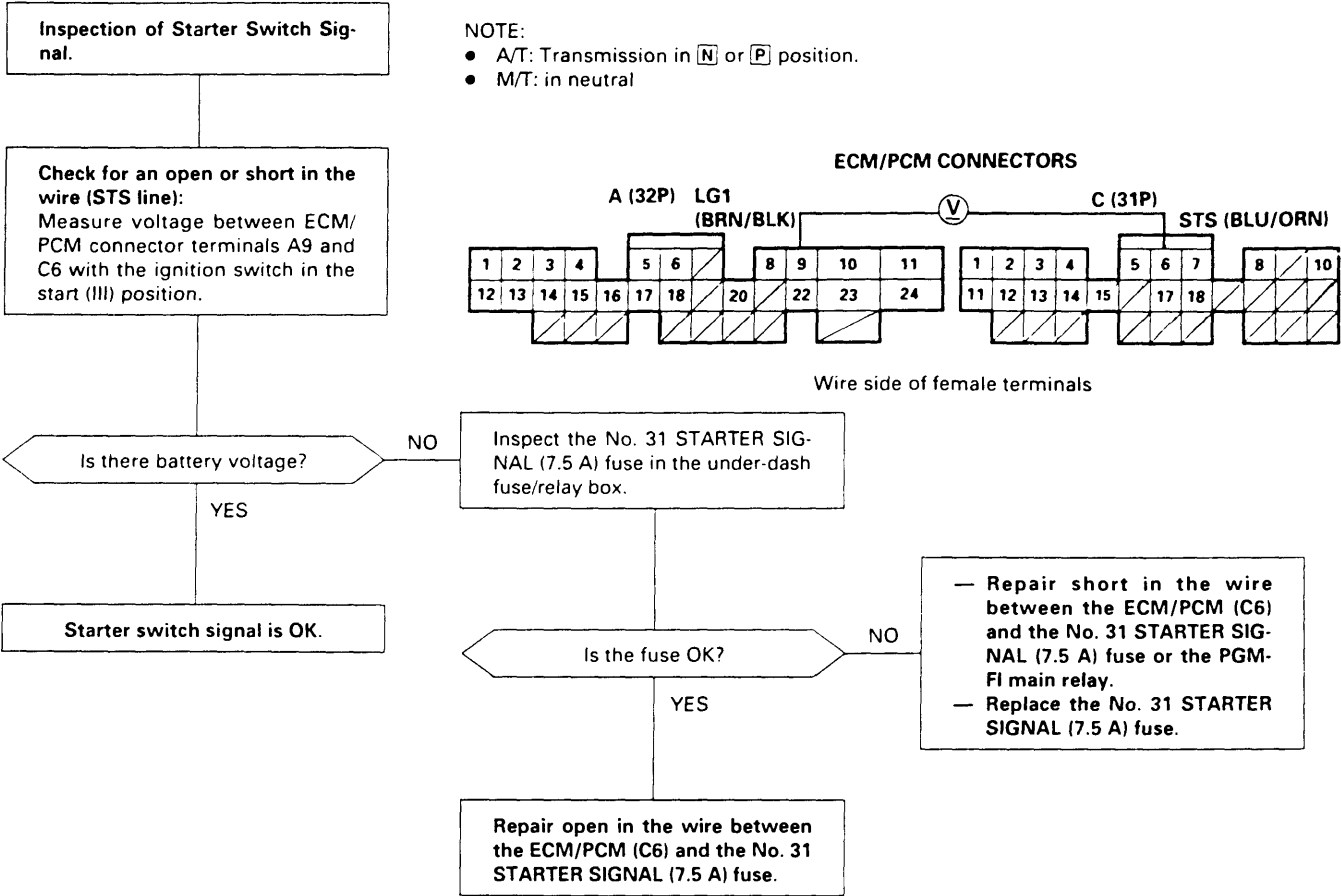 Inspection of Starter Switch Sig-
nal.
NOTE:
● A/T: Transmission in N or P position.
● M/T: in neutral
Check for an open or short in the
wire (STS line):
Measure voltage between ECM/
PCM connector terminals A9 and
C6 with the ignition switch in the
start (III) position.
ECM/PCM CONNECTORS
A (32P) LG1
(BRN/BLK)
V
C (31P)
STS (BLU/ORN)
1 2 3 4 5 6 8 9 10 11
12 13 14 15 16 17 18 20 22 23 24
1 2 3 4 5 6 7 8 10
11 12 13 14 15 17 18
Wire side of female terminals
Is there battery voltage?
NO
YES
Inspect the No. 31 STARTER SIG-
NAL (7.5 A) fuse in the under-dash
fuse/relay box.
Starter switch signal is OK.
Is the fuse OK?
NO
YES
— Repair short in the wire
between the ECM/PCM (C6)
and the No. 31 STARTER SIG-
NAL (7.5 A) fuse or the PGM-
FI main relay.
— Replace the No. 31 STARTER
SIGNAL (7.5 A) fuse.
Repair open in the wire between
the ECM/PCM (C6) and the No. 31
STARTER SIGNAL (7.5 A) fuse.